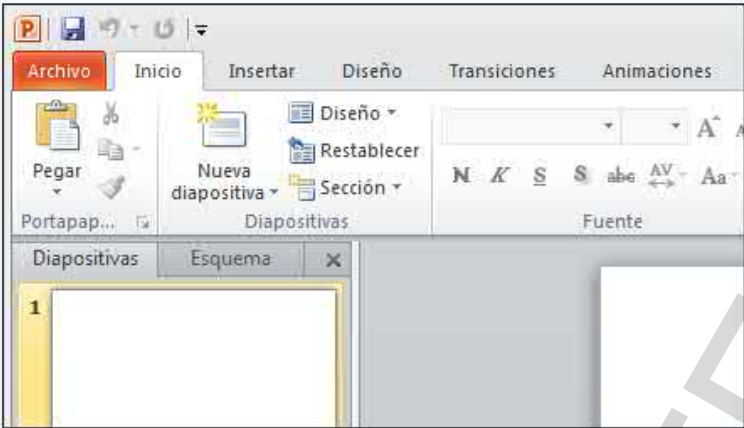 Archivo Inicio Insertar Diseño Transiciones Animaciones
Diseño
Restablecer
Pegar Nueva diapositiva Sección
N K S S abc AV Aa
Portapap... Diapositivas Fuente
Diapositivas Esquema
1